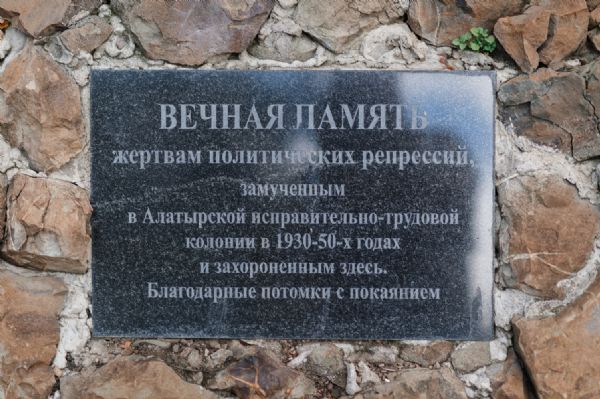 ВЕЧНАЯ ПАМЯТЬ
жертвам политических репрессий,
замученным
в Алатырской исправительно-трудовой
колонии в 1930-50-х годах
и захороненным здесь.
Благодарные потомки с покаянием